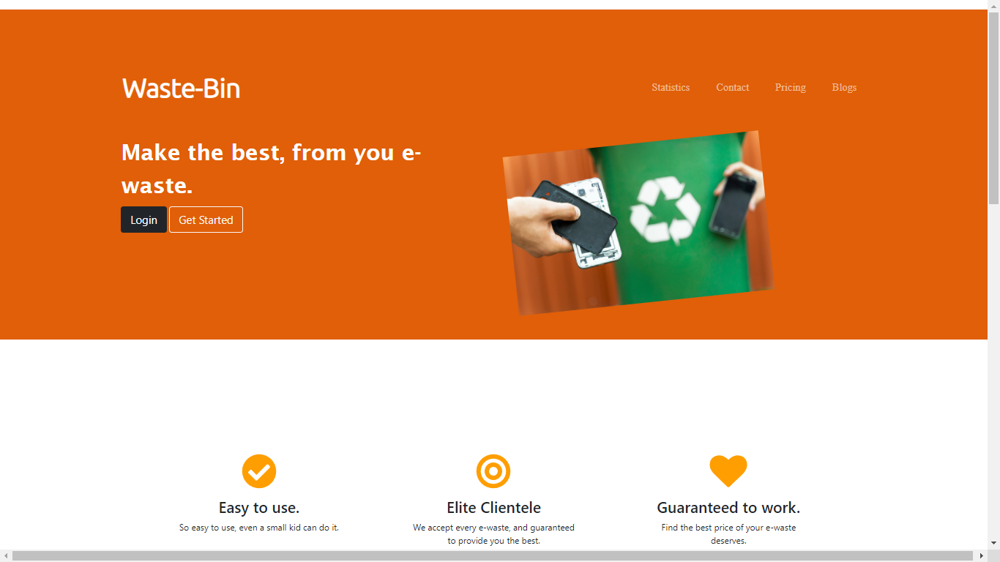 Waste-Bin
Statistics Contact Pricing Blogs
Make the best, from you e-
waste.
Login Get Started
Easy to use.
So easy to use, even a small kid can do it.
Elite Clientele
We accept every e-waste, and guaranteed
to provide you the best.
Guaranteed to work.
Find the best price of your e-waste
deserves.